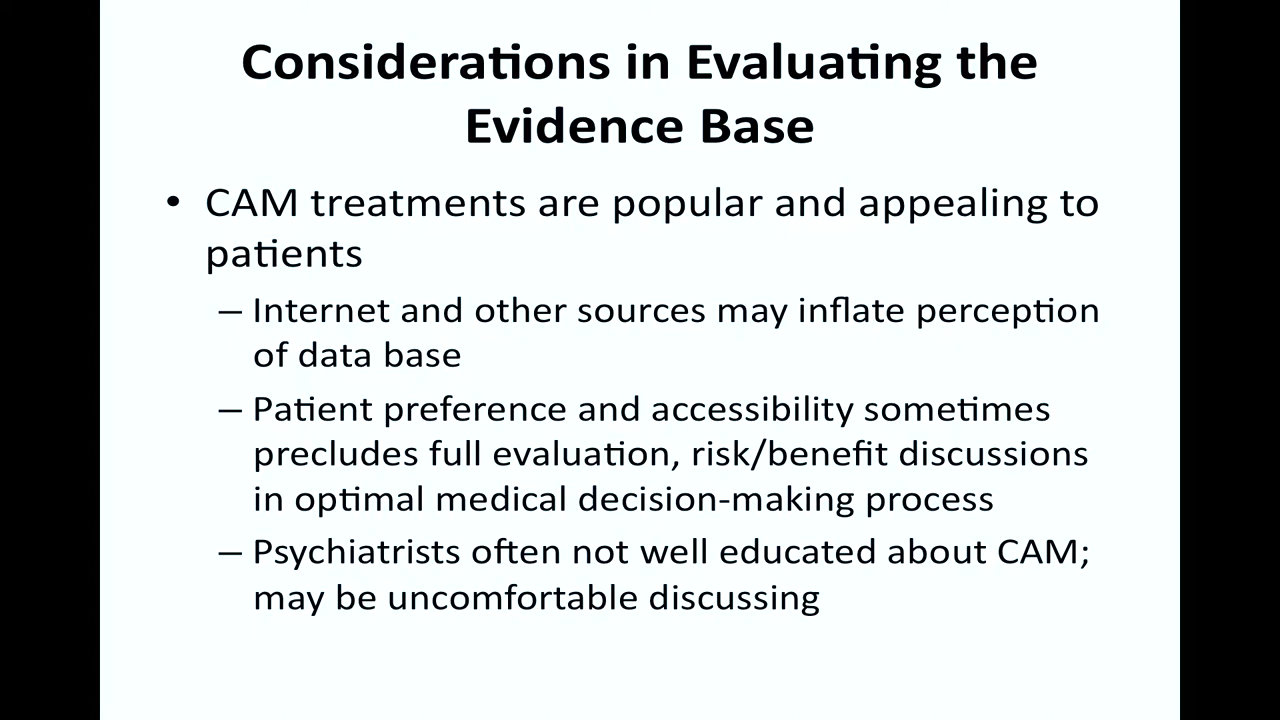 Considerations in Evaluating the
Evidence Base
• CAM treatments are popular and appealing to
patients
– Internet and other sources may inflate perception
of data base
– Patient preference and accessibility sometimes
precludes full evaluation, risk/benefit discussions
in optimal medical decision-making process
– Psychiatrists often not well educated about CAM;
may be uncomfortable discussing